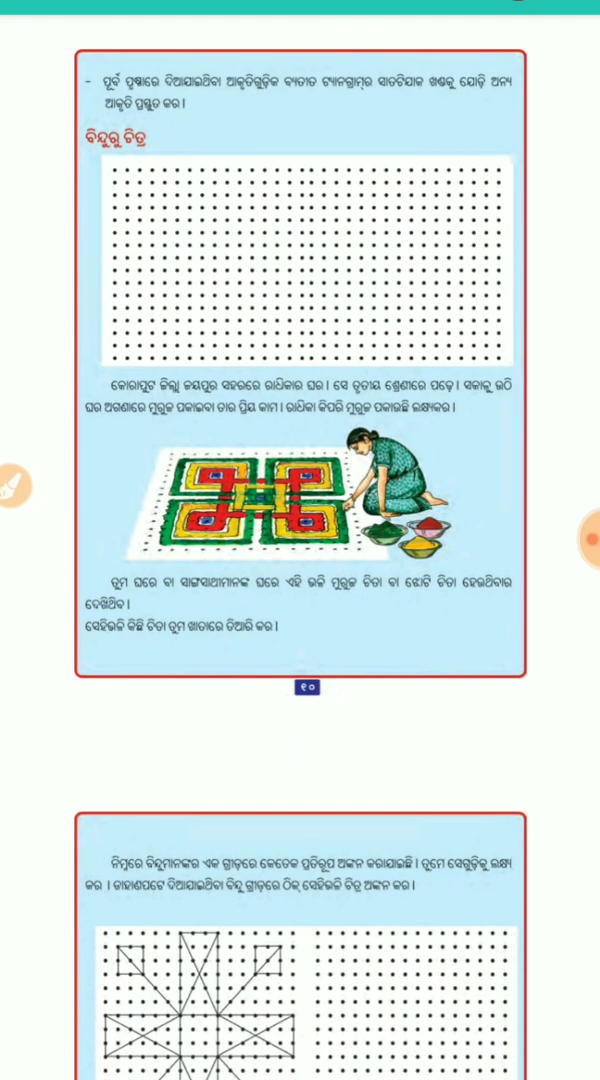 - ପୂର୍ବ ପୃଷ୍ଠାରେ ଦିଆଯାଇଥିବା ଆକୃତିଗୁଡ଼ିକ ବ୍ୟତୀତ ଟ୍ୟାନଗ୍ରାମ୍‌ର ସାତଟିଯାକ ଖଣ୍ଡକୁ ଯୋଡ଼ି ଅନ୍ୟ
ଆକୃତି ପ୍ରସ୍ତୁତ କର।
ବିନ୍ଦୁରୁ ଚିତ୍ର
କୋରାପୁଟ ଜିଲ୍ଲା ଜୟପୁର ସହରରେ ରାଧିକାର ଘର। ସେ ତୃତୀୟ ଶ୍ରେଣୀରେ ପଢ଼େ। ସକାଳୁ ଉଠି
ଘର ଅଗଣାରେ ମୁରୁଜ ପକାଇବା ତାର ପ୍ରିୟ କାମ। ରାଧିକା କିପରି ମୁରୁଜ ପକାଉଛି ଲକ୍ଷ୍ୟକର।
ତୁମ ଘରେ ବା ସାଙ୍ଗସାଥୀମାନଙ୍କ ଘରେ ଏହି ଭଳି ମୁରୁଜ ଚିତା ବା ଝୋଟି ଚିତା ହେଉଥିବାର
ଦେଖିଥିବ।
ସେହିଭଳି କିଛି ଚିତା ତୁମ ଖାତାରେ ତିଆରି କର।
୧୦
ନିମ୍ନରେ ବିନ୍ଦୁମାନଙ୍କର ଏକ ଗ୍ରୀଡ଼ରେ କେତେକ ପ୍ରତିରୂପ ଅଙ୍କନ କରାଯାଇଛି। ତୁମେ ସେଗୁଡ଼ିକୁ ଲକ୍ଷ୍ୟ
କର। ଡାହାଣପଟେ ଦିଆଯାଇଥିବା ବିନ୍ଦୁ ଗ୍ରୀଡ଼ରେ ଠିକ୍ ସେହିଭଳି ଚିତ୍ର ଅଙ୍କନ କର।